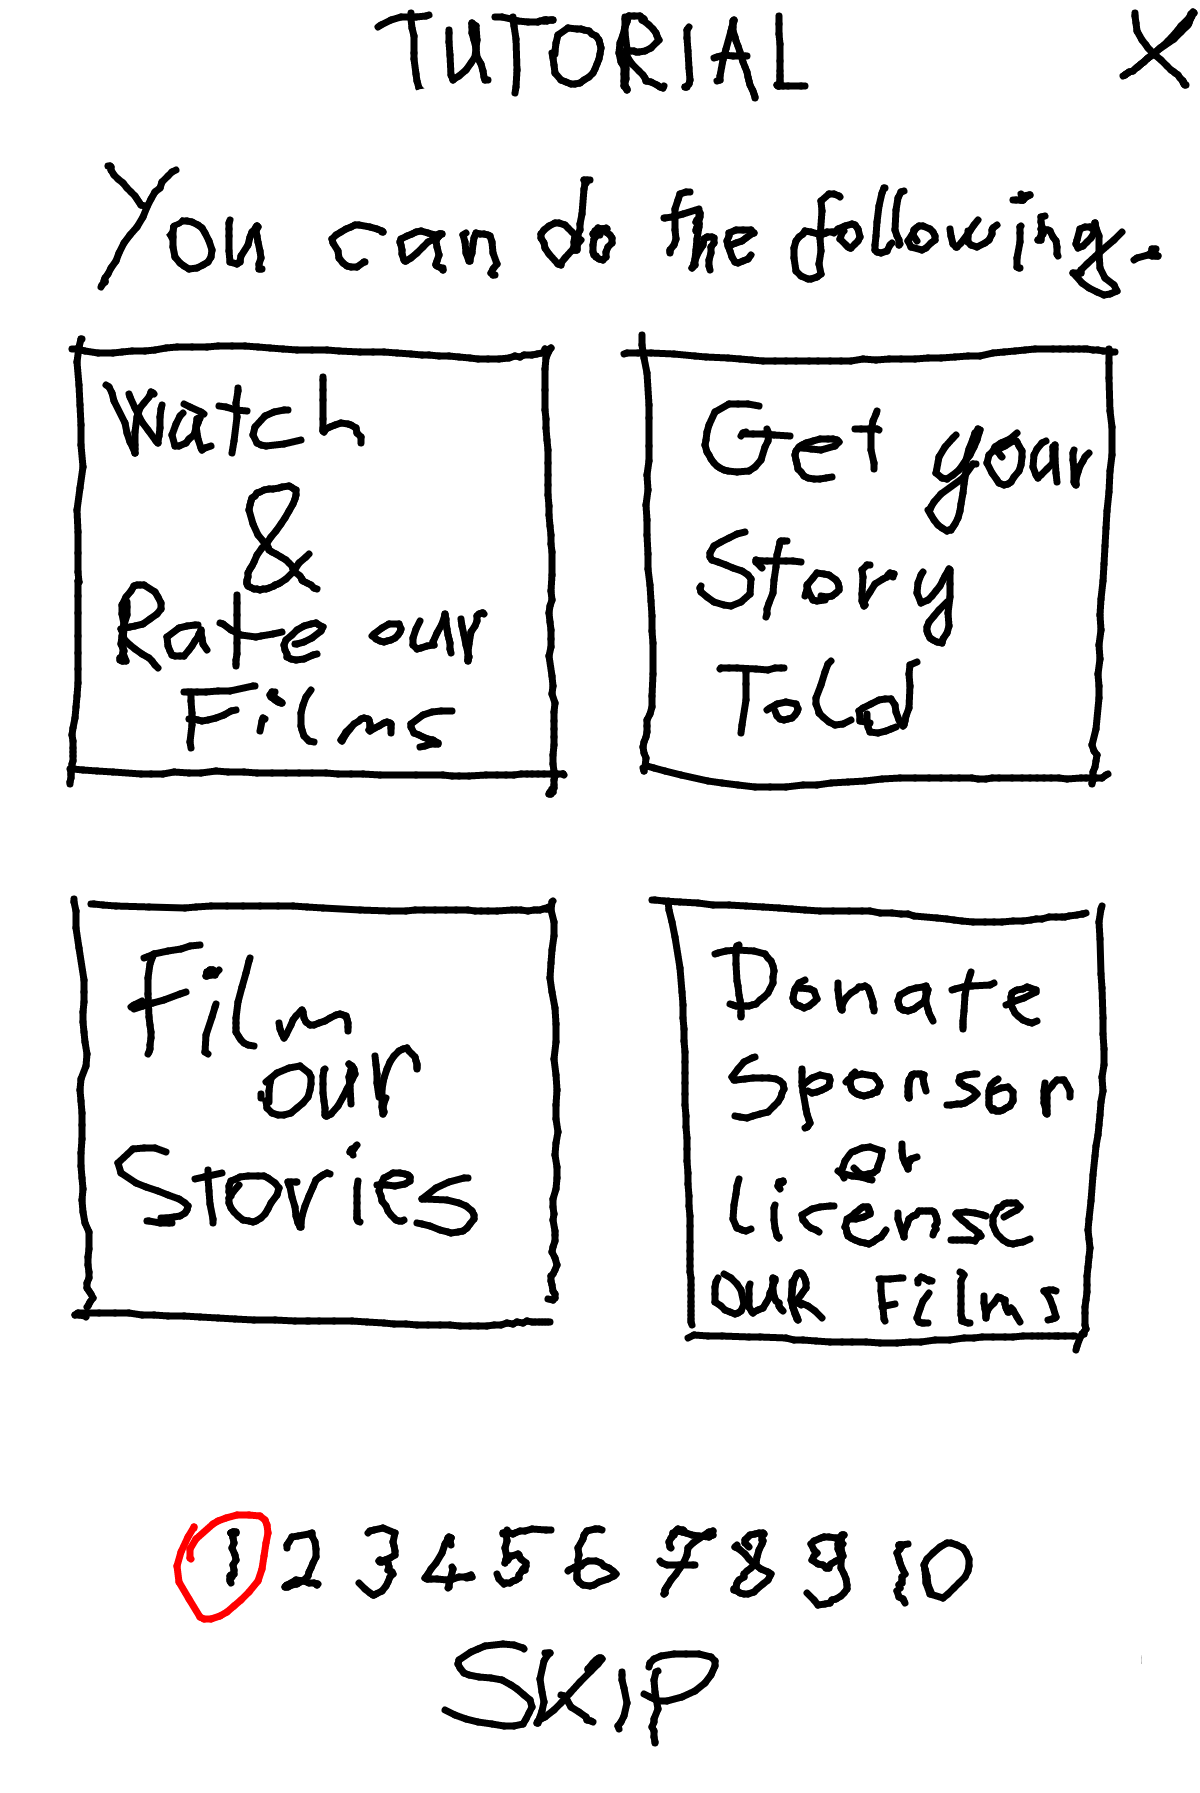 TUTORIAL X
You can do the following.
Watch
&
Rate our
Films
Get your
Story
Told
Film
our
Stories
Donate
Sponsor
or
License
OUR Films
1 2 3 4 5 6 7 8 9 10
SKIP